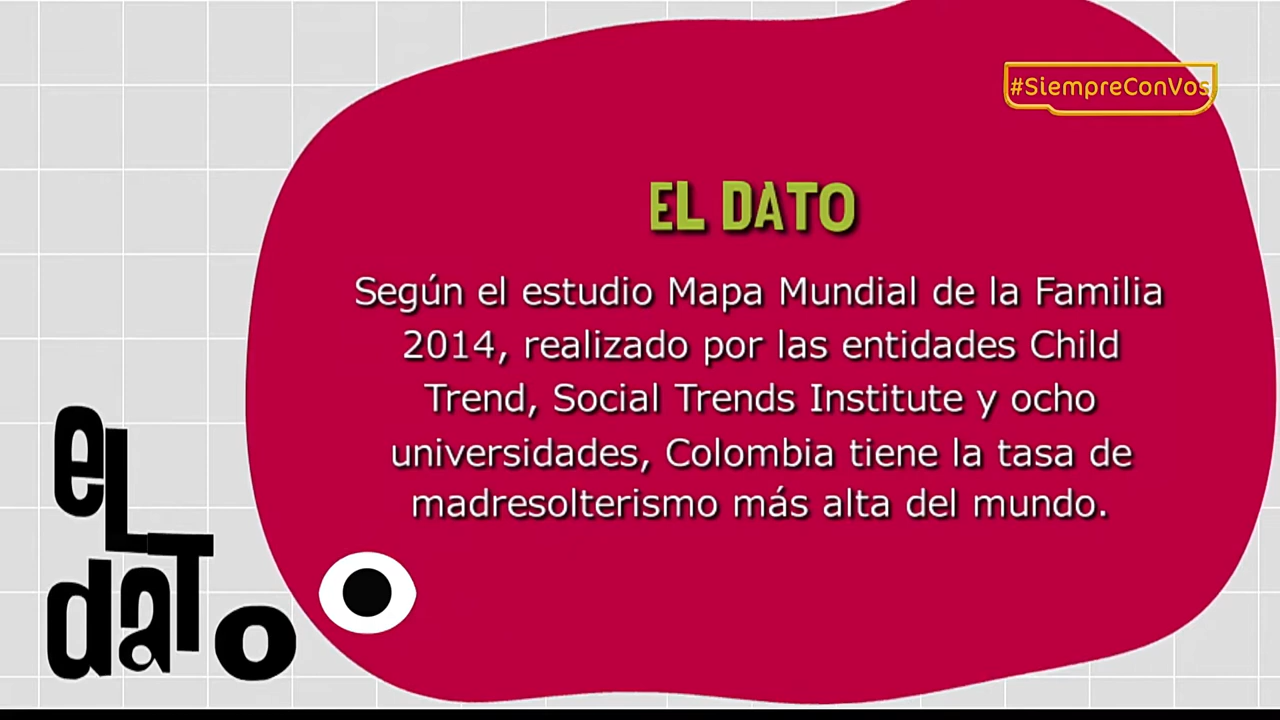 #SiempreConVos
EL DATO
Según el estudio Mapa Mundial de la Familia
2014, realizado por las entidades Child
Trend, Social Trends Institute y ocho
universidades, Colombia tiene la tasa de
madresolterismo más alta del mundo.
eL
daTo